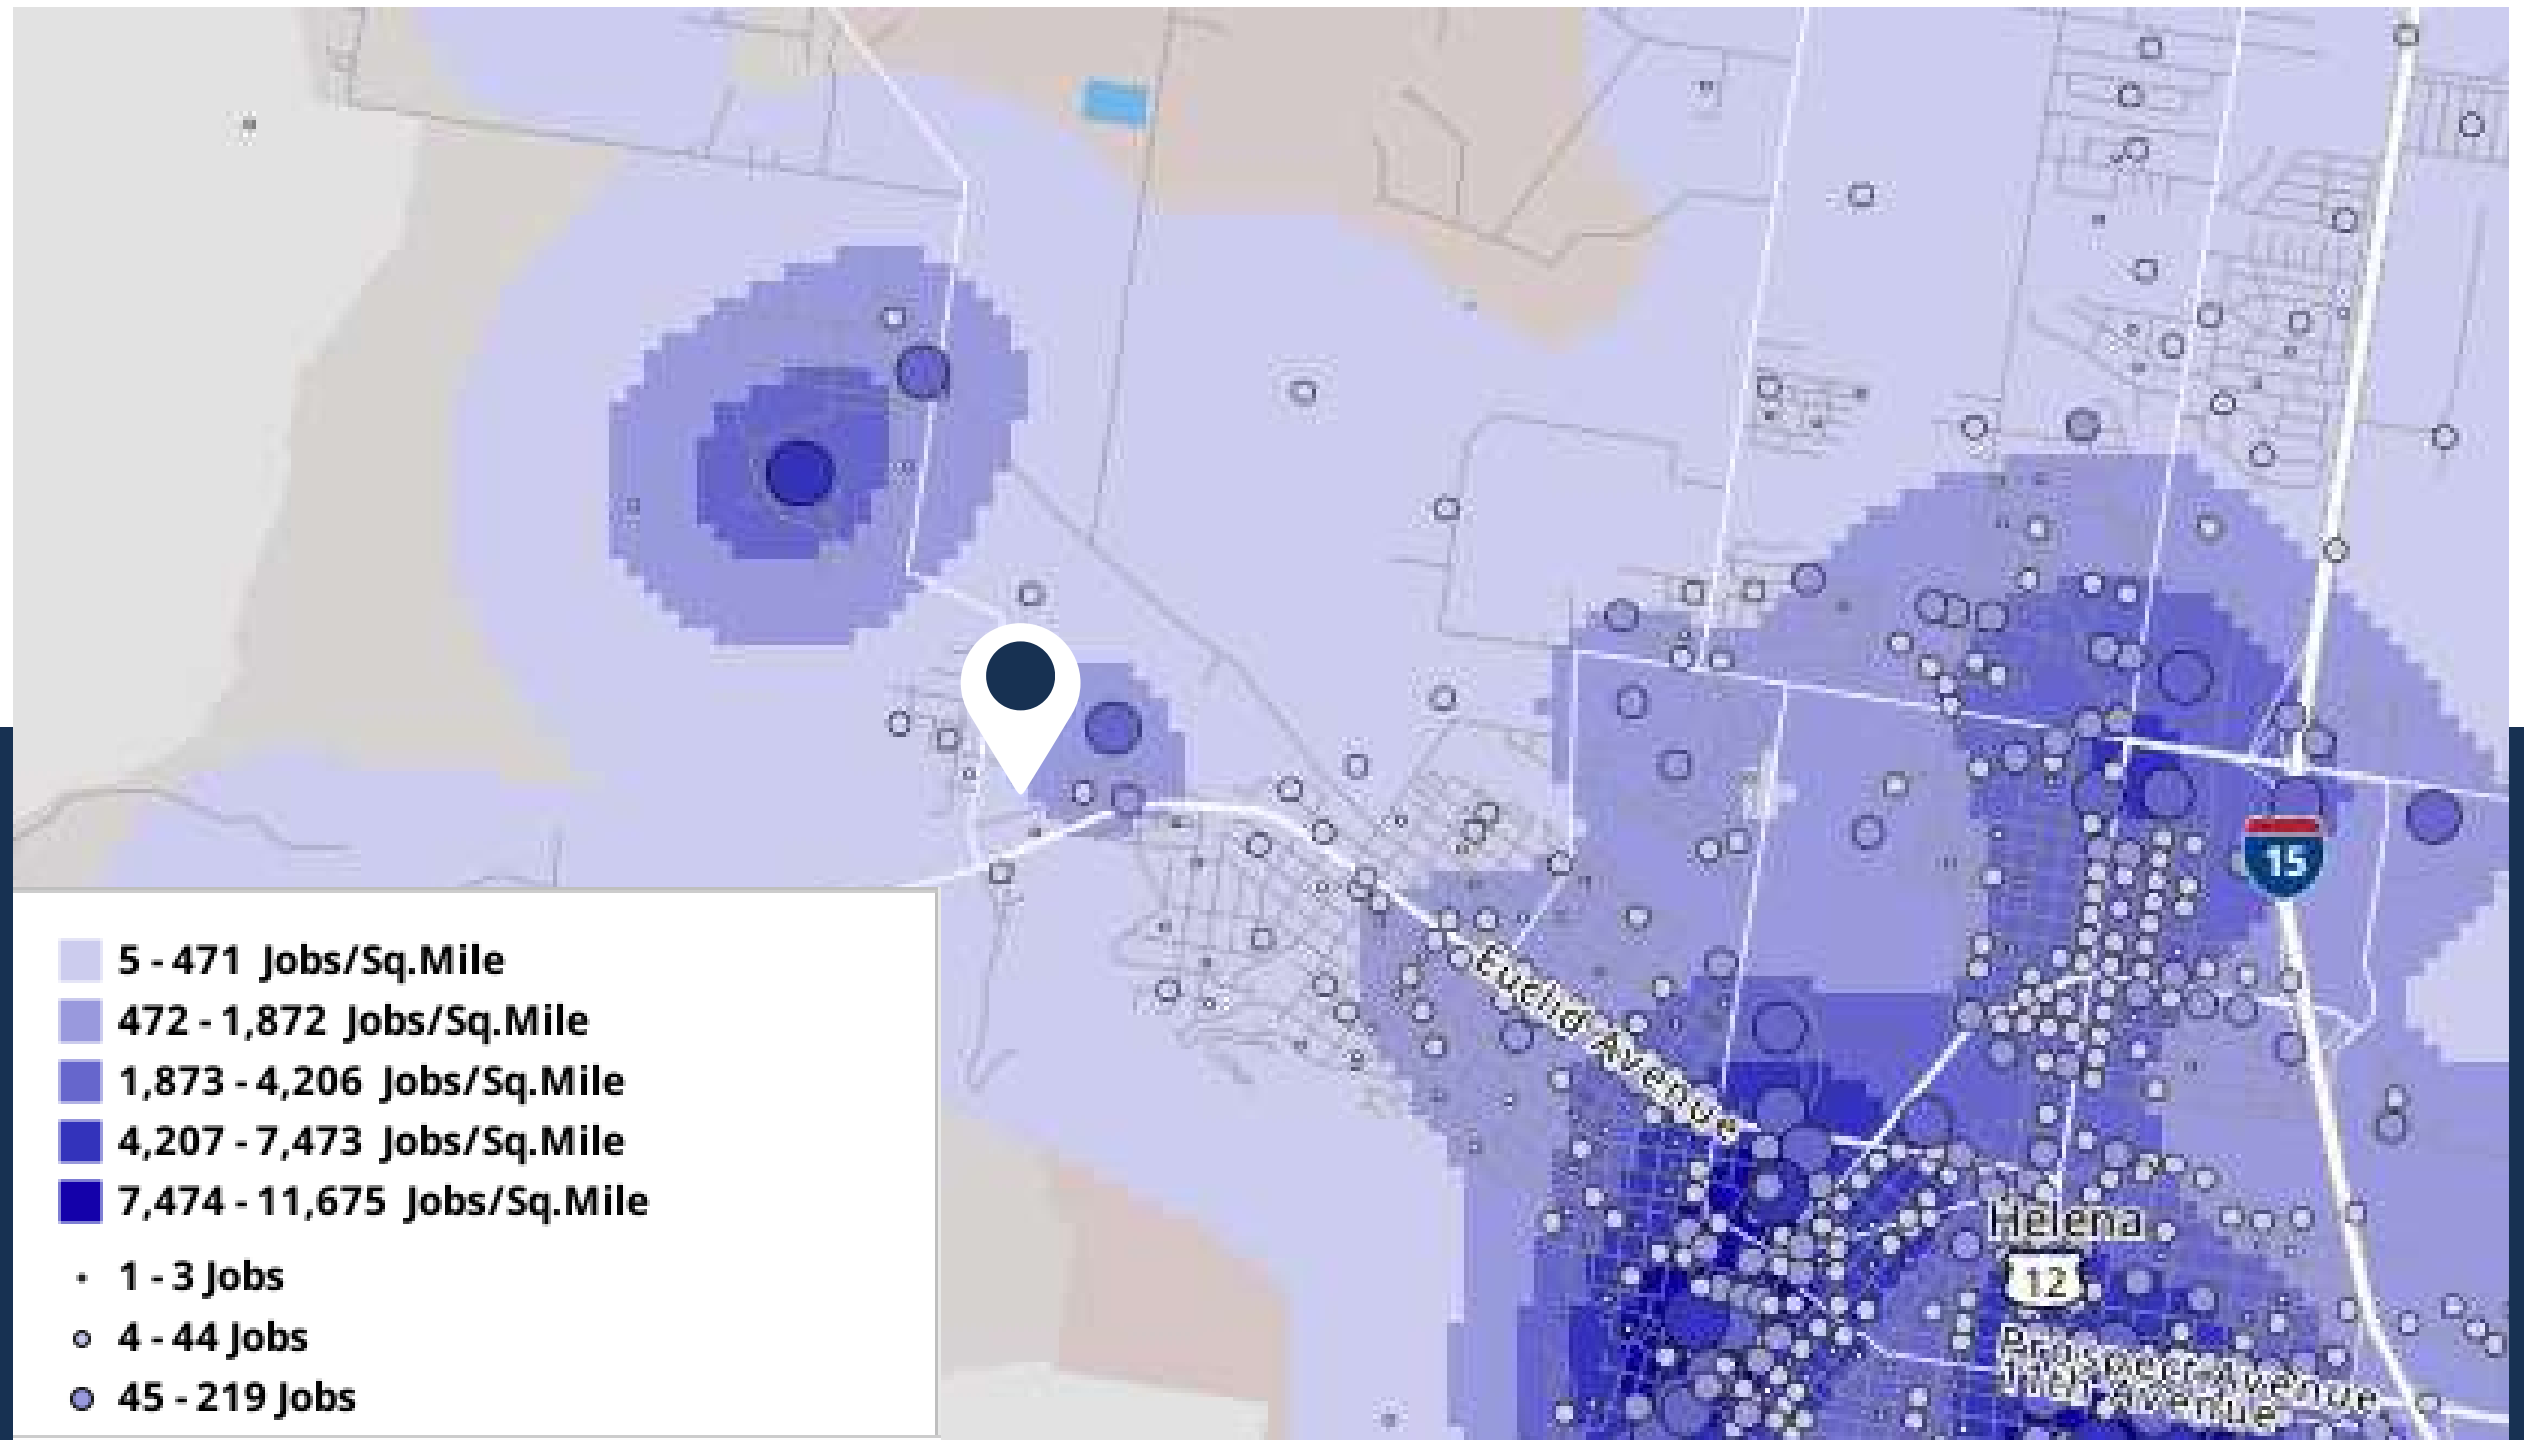 15
Euclid Avenue
Helena
12
Prospect Avenue
Avenue
5 - 471 Jobs/Sq.Mile
472 - 1,872 Jobs/Sq.Mile
1,873 - 4,206 Jobs/Sq.Mile
4,207 - 7,473 Jobs/Sq.Mile
7,474 - 11,675 Jobs/Sq.Mile
1 - 3 Jobs
4 - 44 Jobs
45 - 219 Jobs